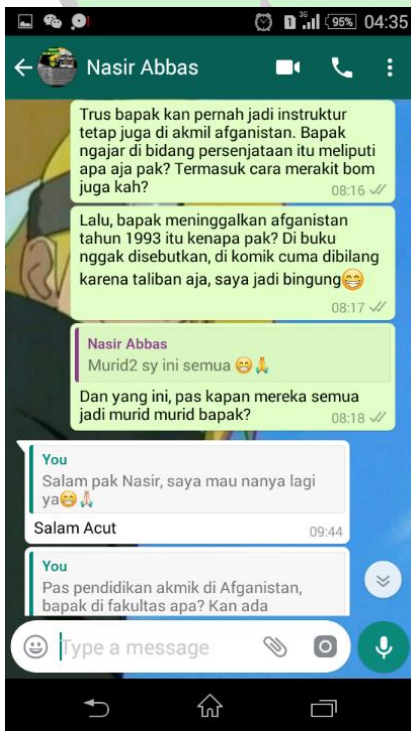 3G
95% 04:35
Nasir Abbas
Trus bapak kan pernah jadi instruktur
tetap juga di akmil afganistan. Bapak
ngajar di bidang persenjataan itu meliputi
apa aja pak? Termasuk cara merakit bom
juga kah?
08:16
Lalu, bapak meninggalkan afganistan
tahun 1993 itu kenapa pak? Di buku
nggak disebutkan, di komik cuma dibilang
karena taliban aja, saya jadi bingung😁
08:17
Nasir Abbas
Murid2 sy ini semua 😁🙏
Dan yang ini, pas kapan mereka semua
jadi murid murid bapak?
08:18
You
Salam pak Nasir, saya mau nanya lagi
ya😁🙏
Salam Acut
09:44
You
Pas pendidikan akmik di Afganistan,
bapak di fakultas apa? Kan ada
Type a message